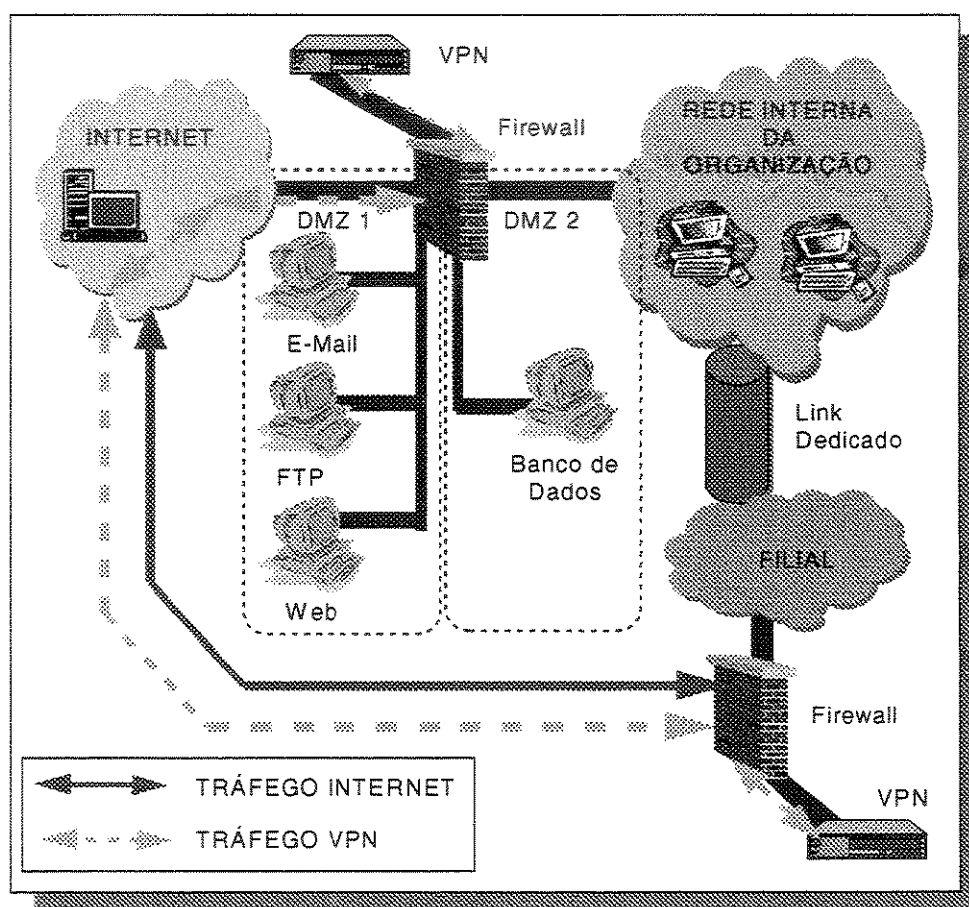 VPN
INTERNET
Firewall
REDE INTERNA
DA
ORGANIZAÇÃO
DMZ 1
DMZ 2
E-Mail
FTP
Banco de
Dados
Web
Link
Dedicado
FILIAL
Firewall
VPN
TRÁFEGO INTERNET
TRÁFEGO VPN